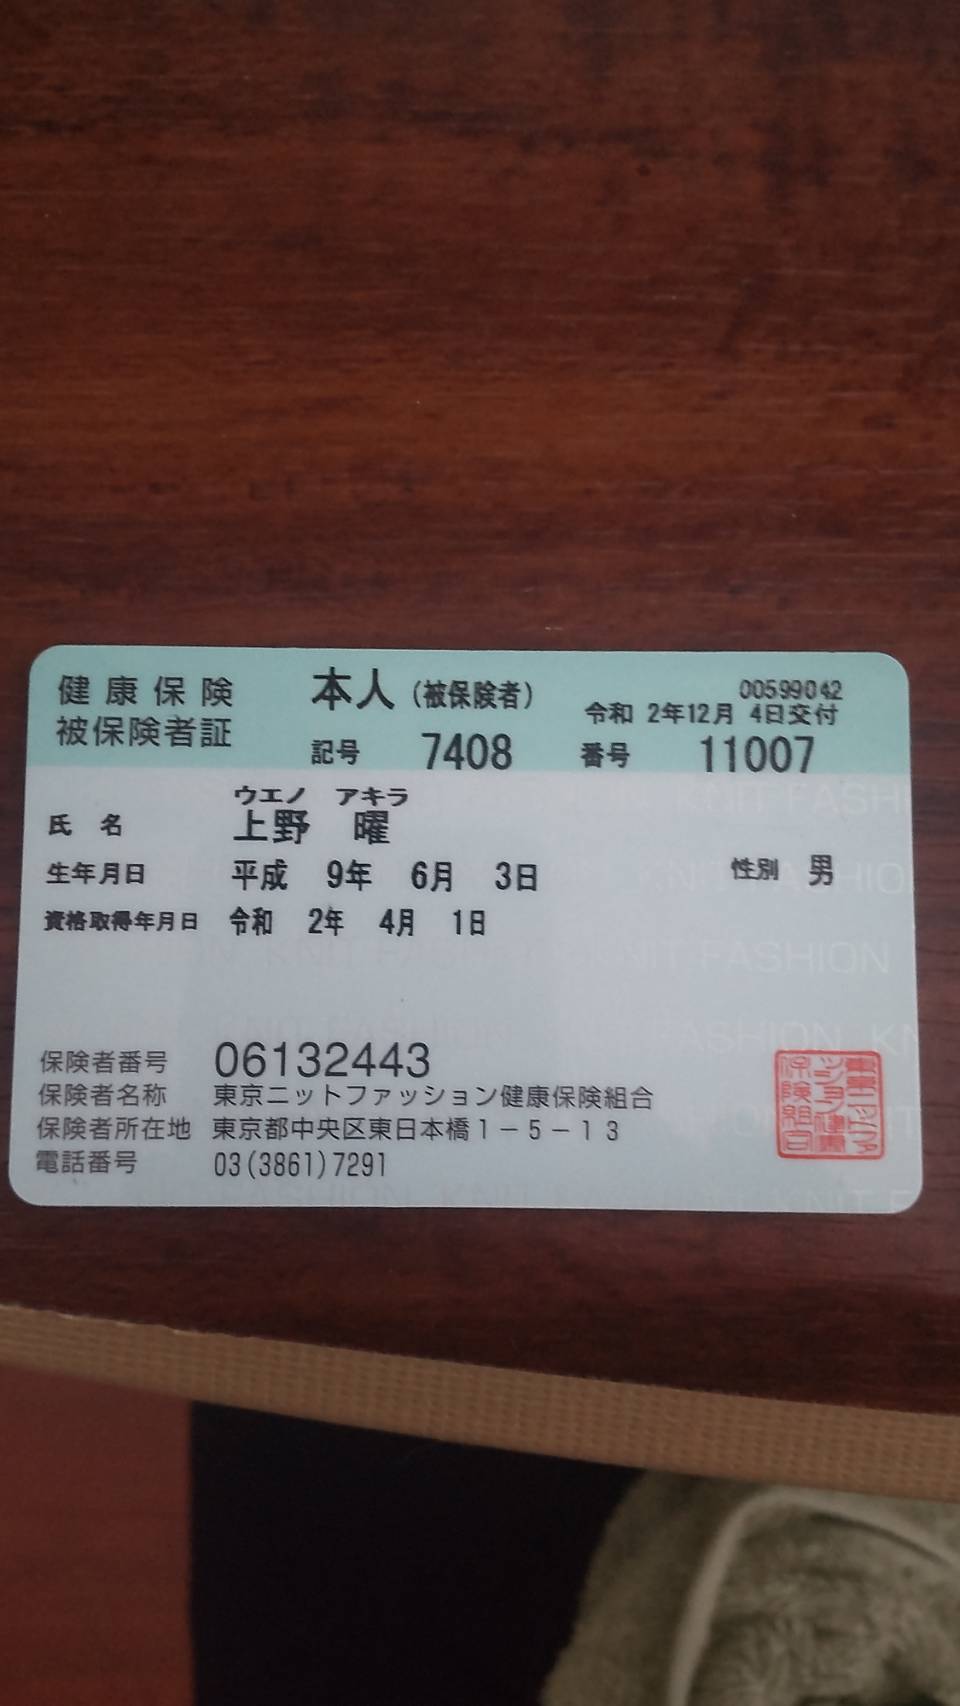 健康保険 本人（被保険者） 00599042
被保険者証 令和 2年12月 4日交付
記号 7408 番号 11007
ウエノ アキラ
氏名 上野 曜
生年月日 平成 9年 6月 3日 性別 男
資格取得年月日 令和 2年 4月 1日
保険者番号 06132443
保険者名称 東京ニットファッション健康保険組合
保険者所在地 東京都中央区東日本橋1－5－13
電話番号 03(3861)7291
KNIT FASHION